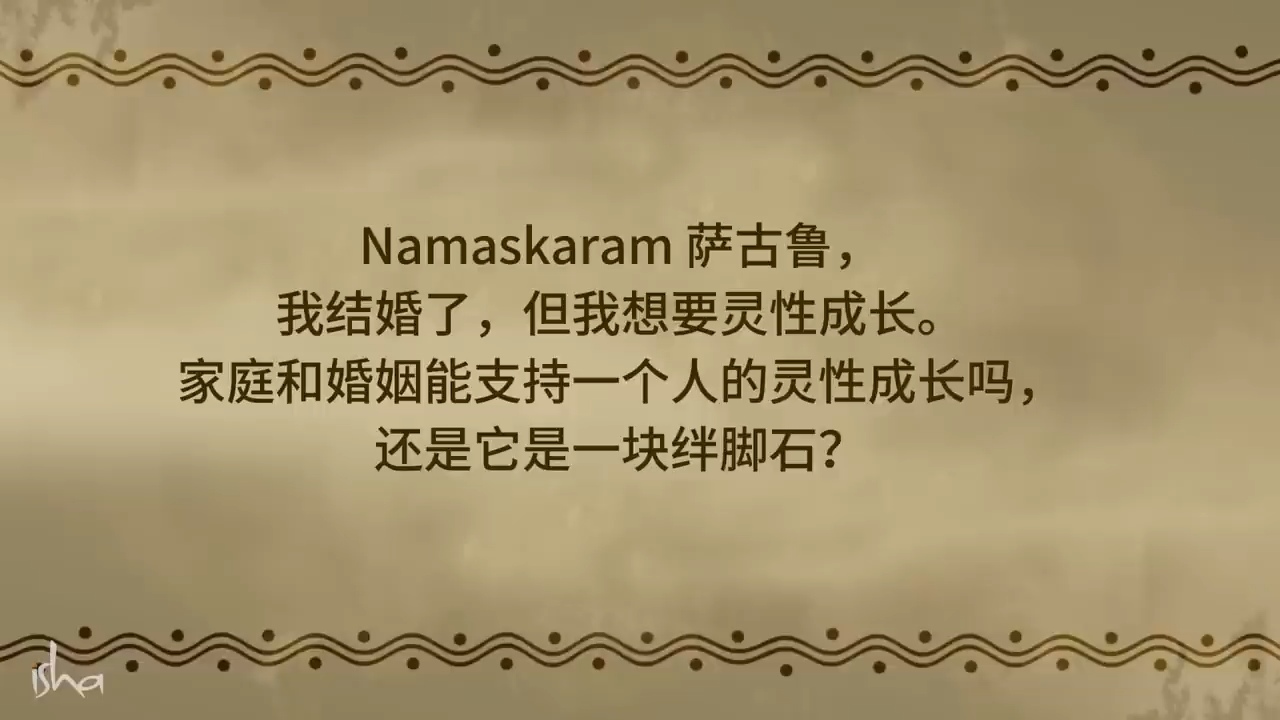 Namaskaram 萨古鲁，
我结婚了，但我想要灵性成长。
家庭和婚姻能支持一个人的灵性成长吗，
还是它是一块绊脚石？
isha